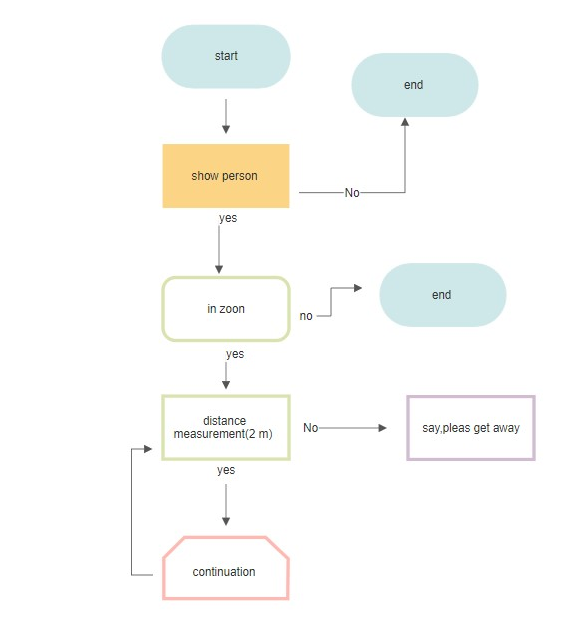 start
end
show person
No
yes
in zoon
end
no
yes
distance
measurement(2 m)
No
say,pleas get away
yes
continuation